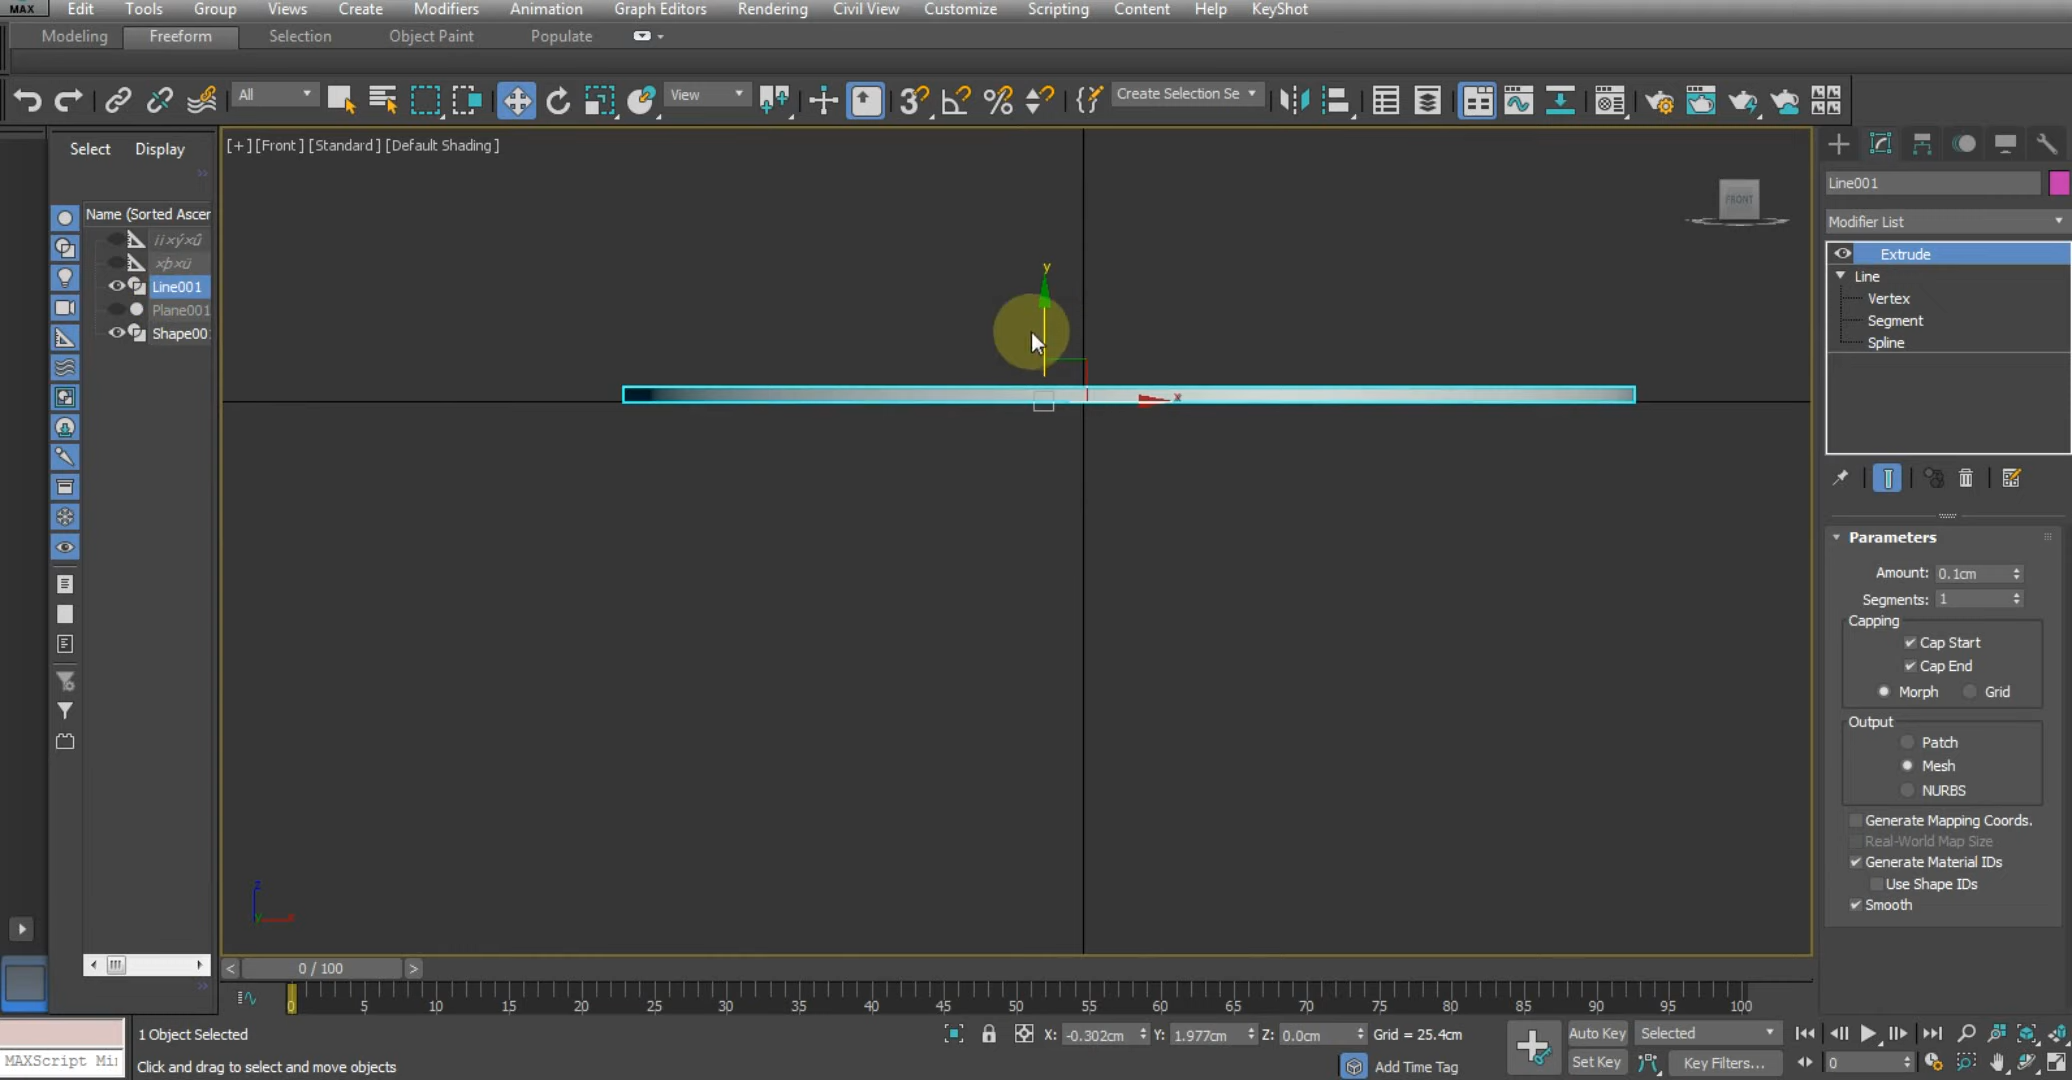 MAX Edit Tools Group Views Create Modifiers Animation Graph Editors Rendering Civil View Customize Scripting Content Help KeyShot
Modeling Freeform Selection Object Paint Populate
All View Create Selection Se
Select Display
[+] [Front] [Standard] [Default Shading]
Name (Sorted Ascer
Line001
Plane001
Shape00
y
x
FRONT
z
y
Line001
Modifier List
Extrude
Line
Vertex
Segment
Spline
Parameters
Amount: 0.1cm
Segments: 1
Capping
Cap Start
Cap End
Morph Grid
Output
Patch
Mesh
NURBS
Generate Mapping Coords.
Real-World Map Size
Generate Material IDs
Use Shape IDs
Smooth
< 0 / 100 >
0 5 10 15 20 25 30 35 40 45 50 55 60 65 70 75 80 85 90 95 100
1 Object Selected X: -0.302cm Y: 1.977cm Z: 0.0cm Grid = 25.4cm Auto Key Selected
MAXScript Mi
Click and drag to select and move objects Add Time Tag Set Key Key Filters... 0